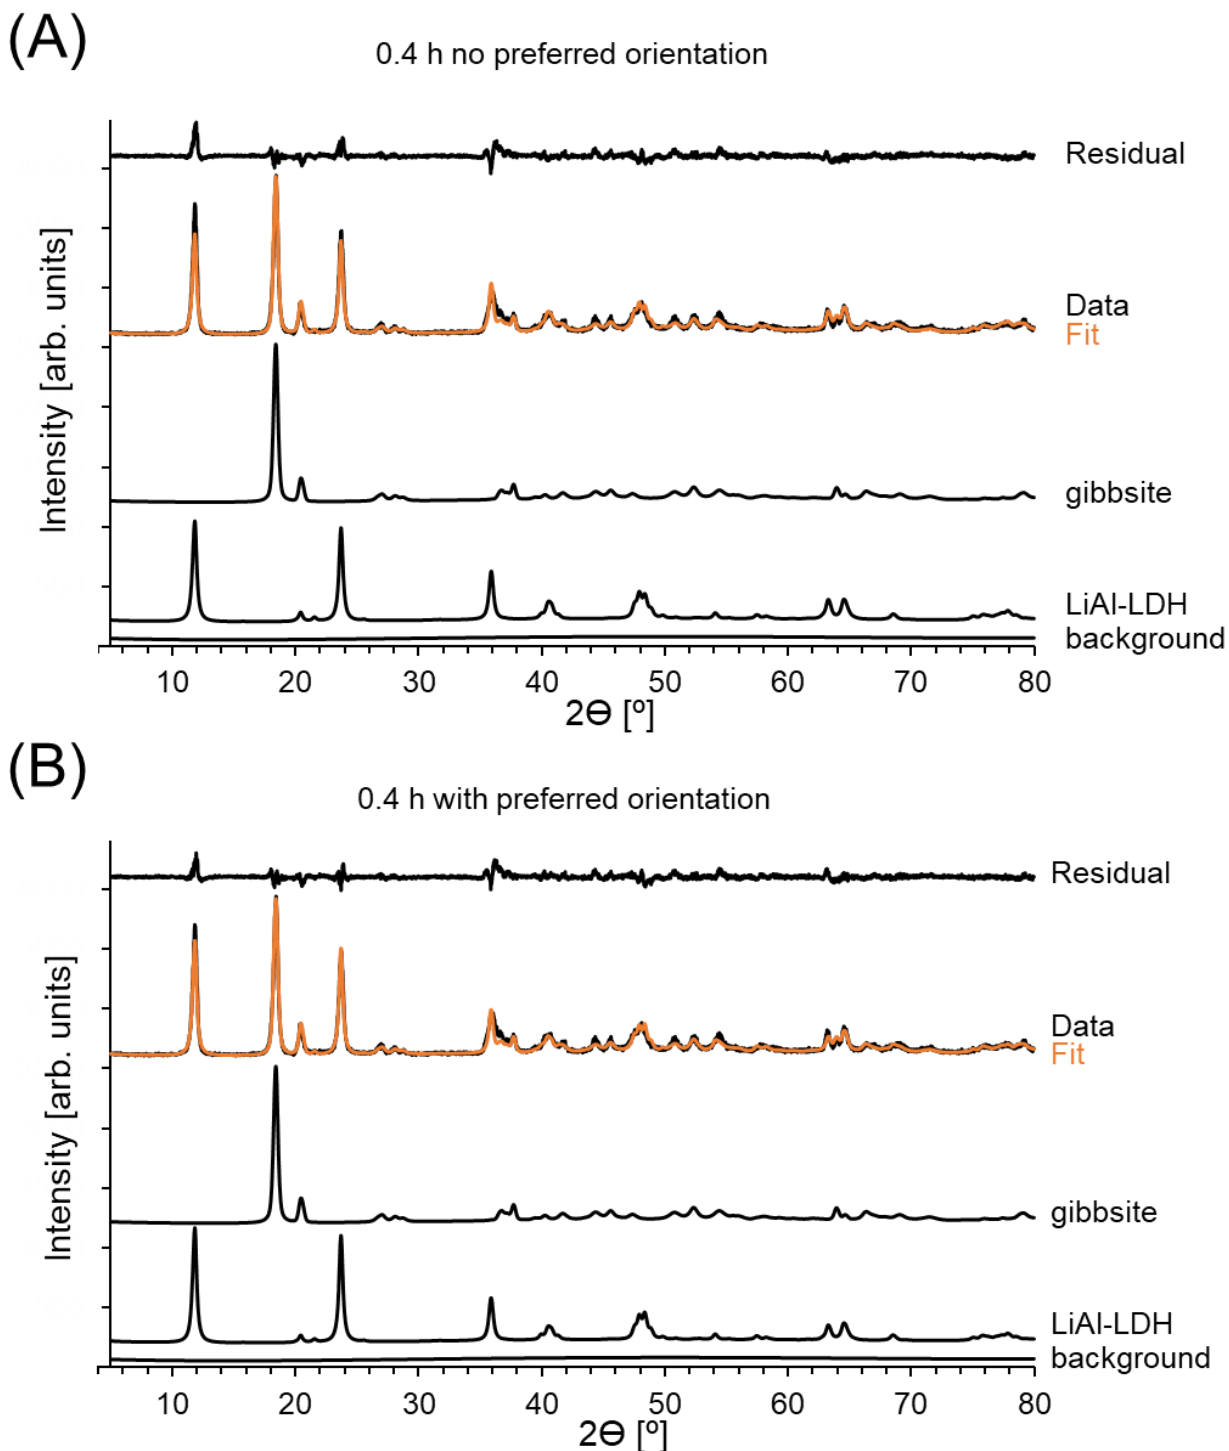 (A)
0.4 h no preferred orientation
Residual
Data
Fit
gibbsite
LiAl-LDH
background
Intensity [arb. units]
10 20 30 40 50 60 70 80
2Θ [º]
(B)
0.4 h with preferred orientation
Residual
Data
Fit
gibbsite
LiAl-LDH
background
Intensity [arb. units]
10 20 30 40 50 60 70 80
2Θ [º]